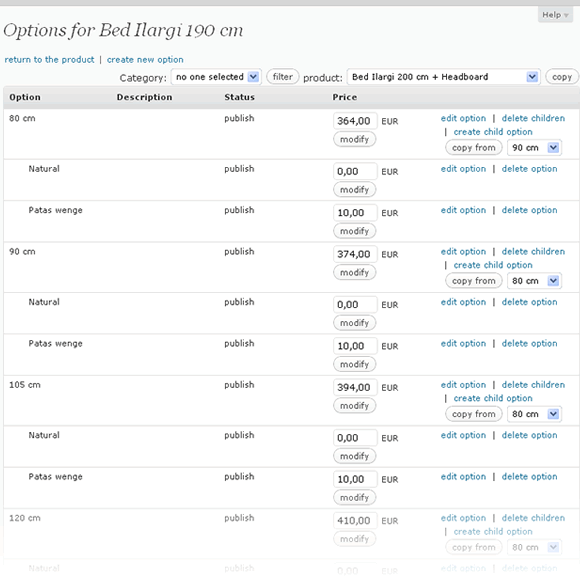 Help
Options for Bed Ilargi 190 cm
return to the product | create new option
Category: no one selected filter product: Bed Ilargi 200 cm + Headboard copy
Option Description Status Price
80 cm publish 364,00 EUR edit option | delete children
modify | create child option
copy from 90 cm
Natural publish 0,00 EUR edit option | delete option
modify
Patas wenge publish 10,00 EUR edit option | delete option
modify
90 cm publish 374,00 EUR edit option | delete children
modify | create child option
copy from 80 cm
Natural publish 0,00 EUR edit option | delete option
modify
Patas wenge publish 10,00 EUR edit option | delete option
modify
105 cm publish 394,00 EUR edit option | delete children
modify | create child option
copy from 80 cm
Natural publish 0,00 EUR edit option | delete option
modify
Patas wenge publish 10,00 EUR edit option | delete option
modify
120 cm publish 410,00 EUR edit option | delete children
modify | create child option
copy from 80 cm
Natural publish 0,00 EUR edit option | delete option